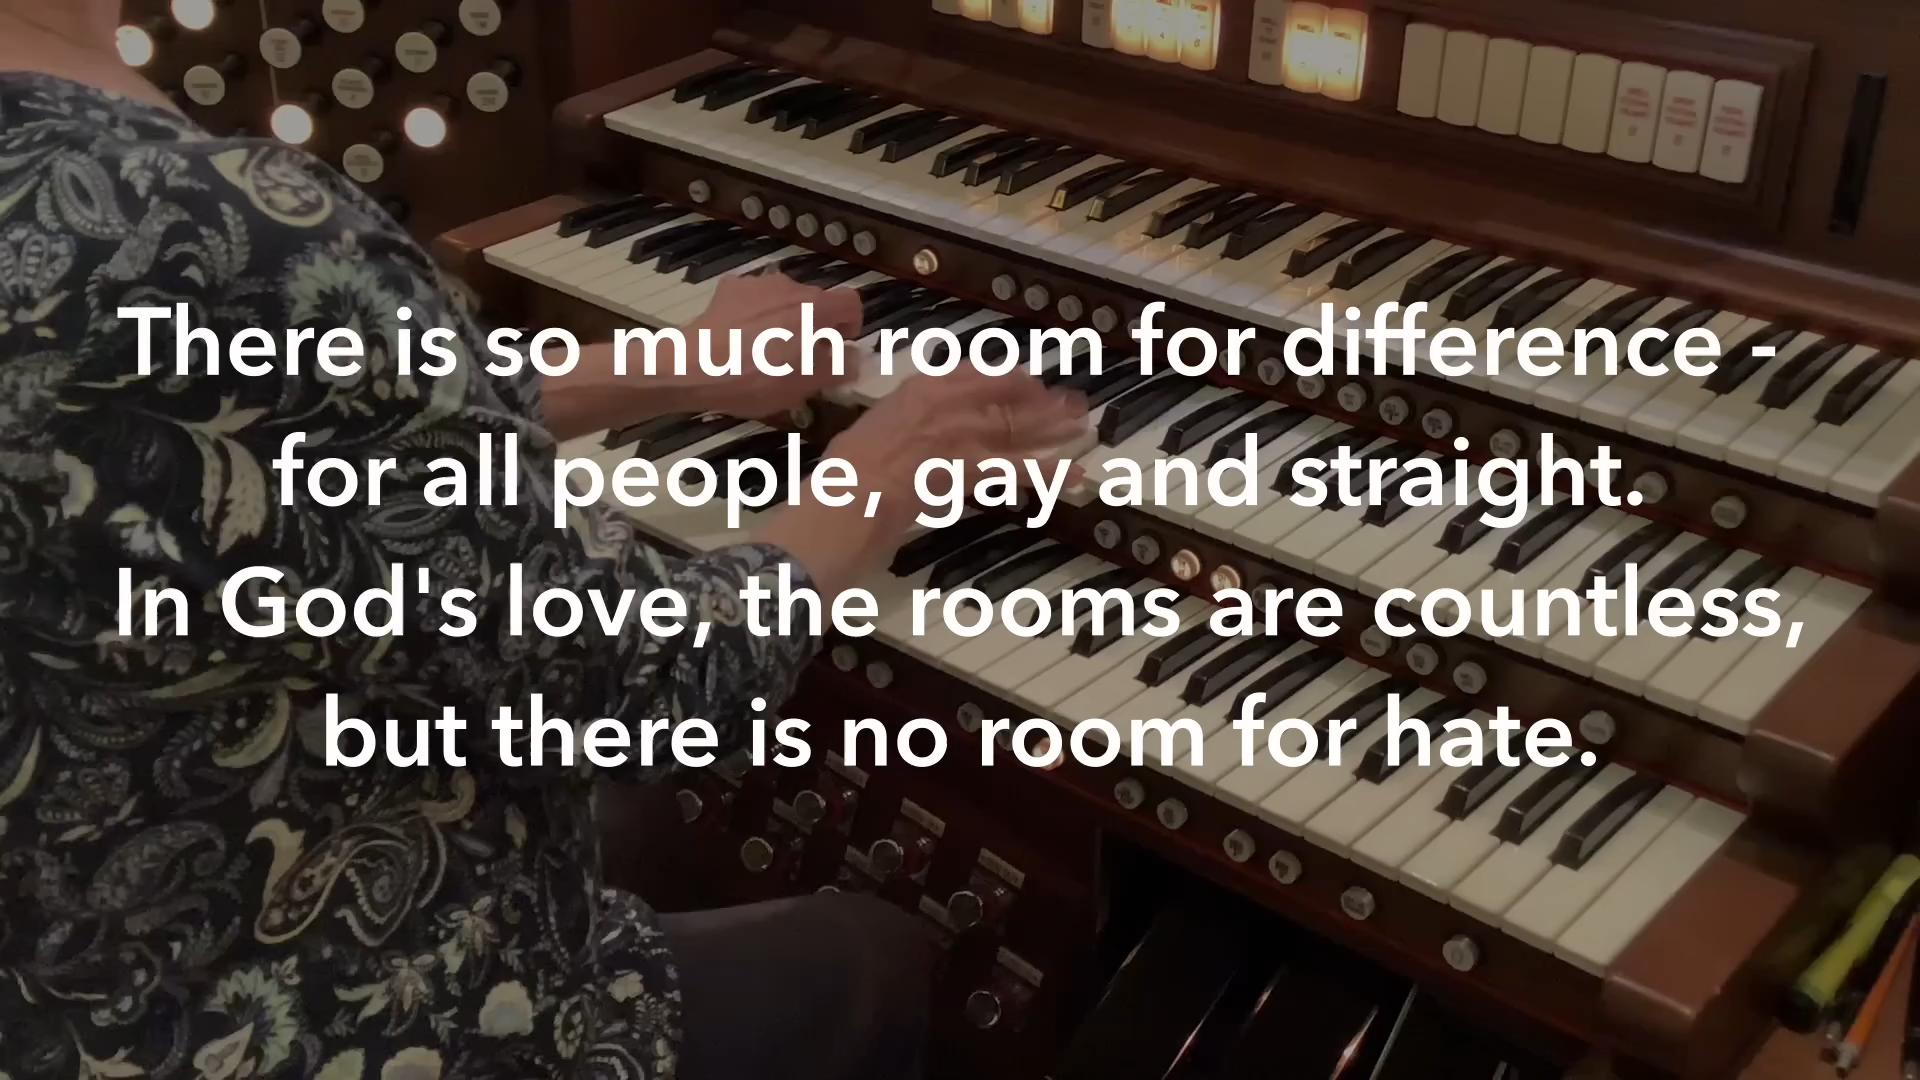 There is so much room for difference -
for all people, gay and straight.
In God's love, the rooms are countless,
but there is no room for hate.